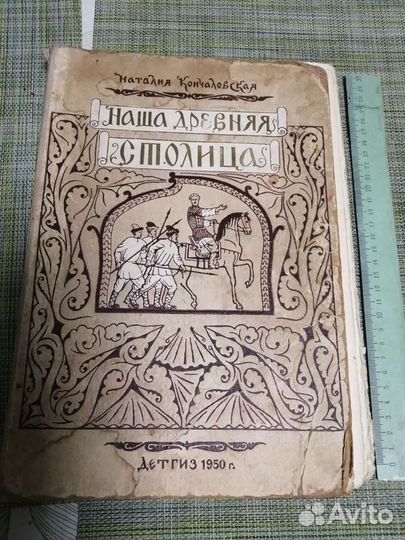 Наталия Кончаловская
НАША ДРЕВНЯЯ
СТОЛИЦА
ДЕТГИЗ 1950 г.
Avito